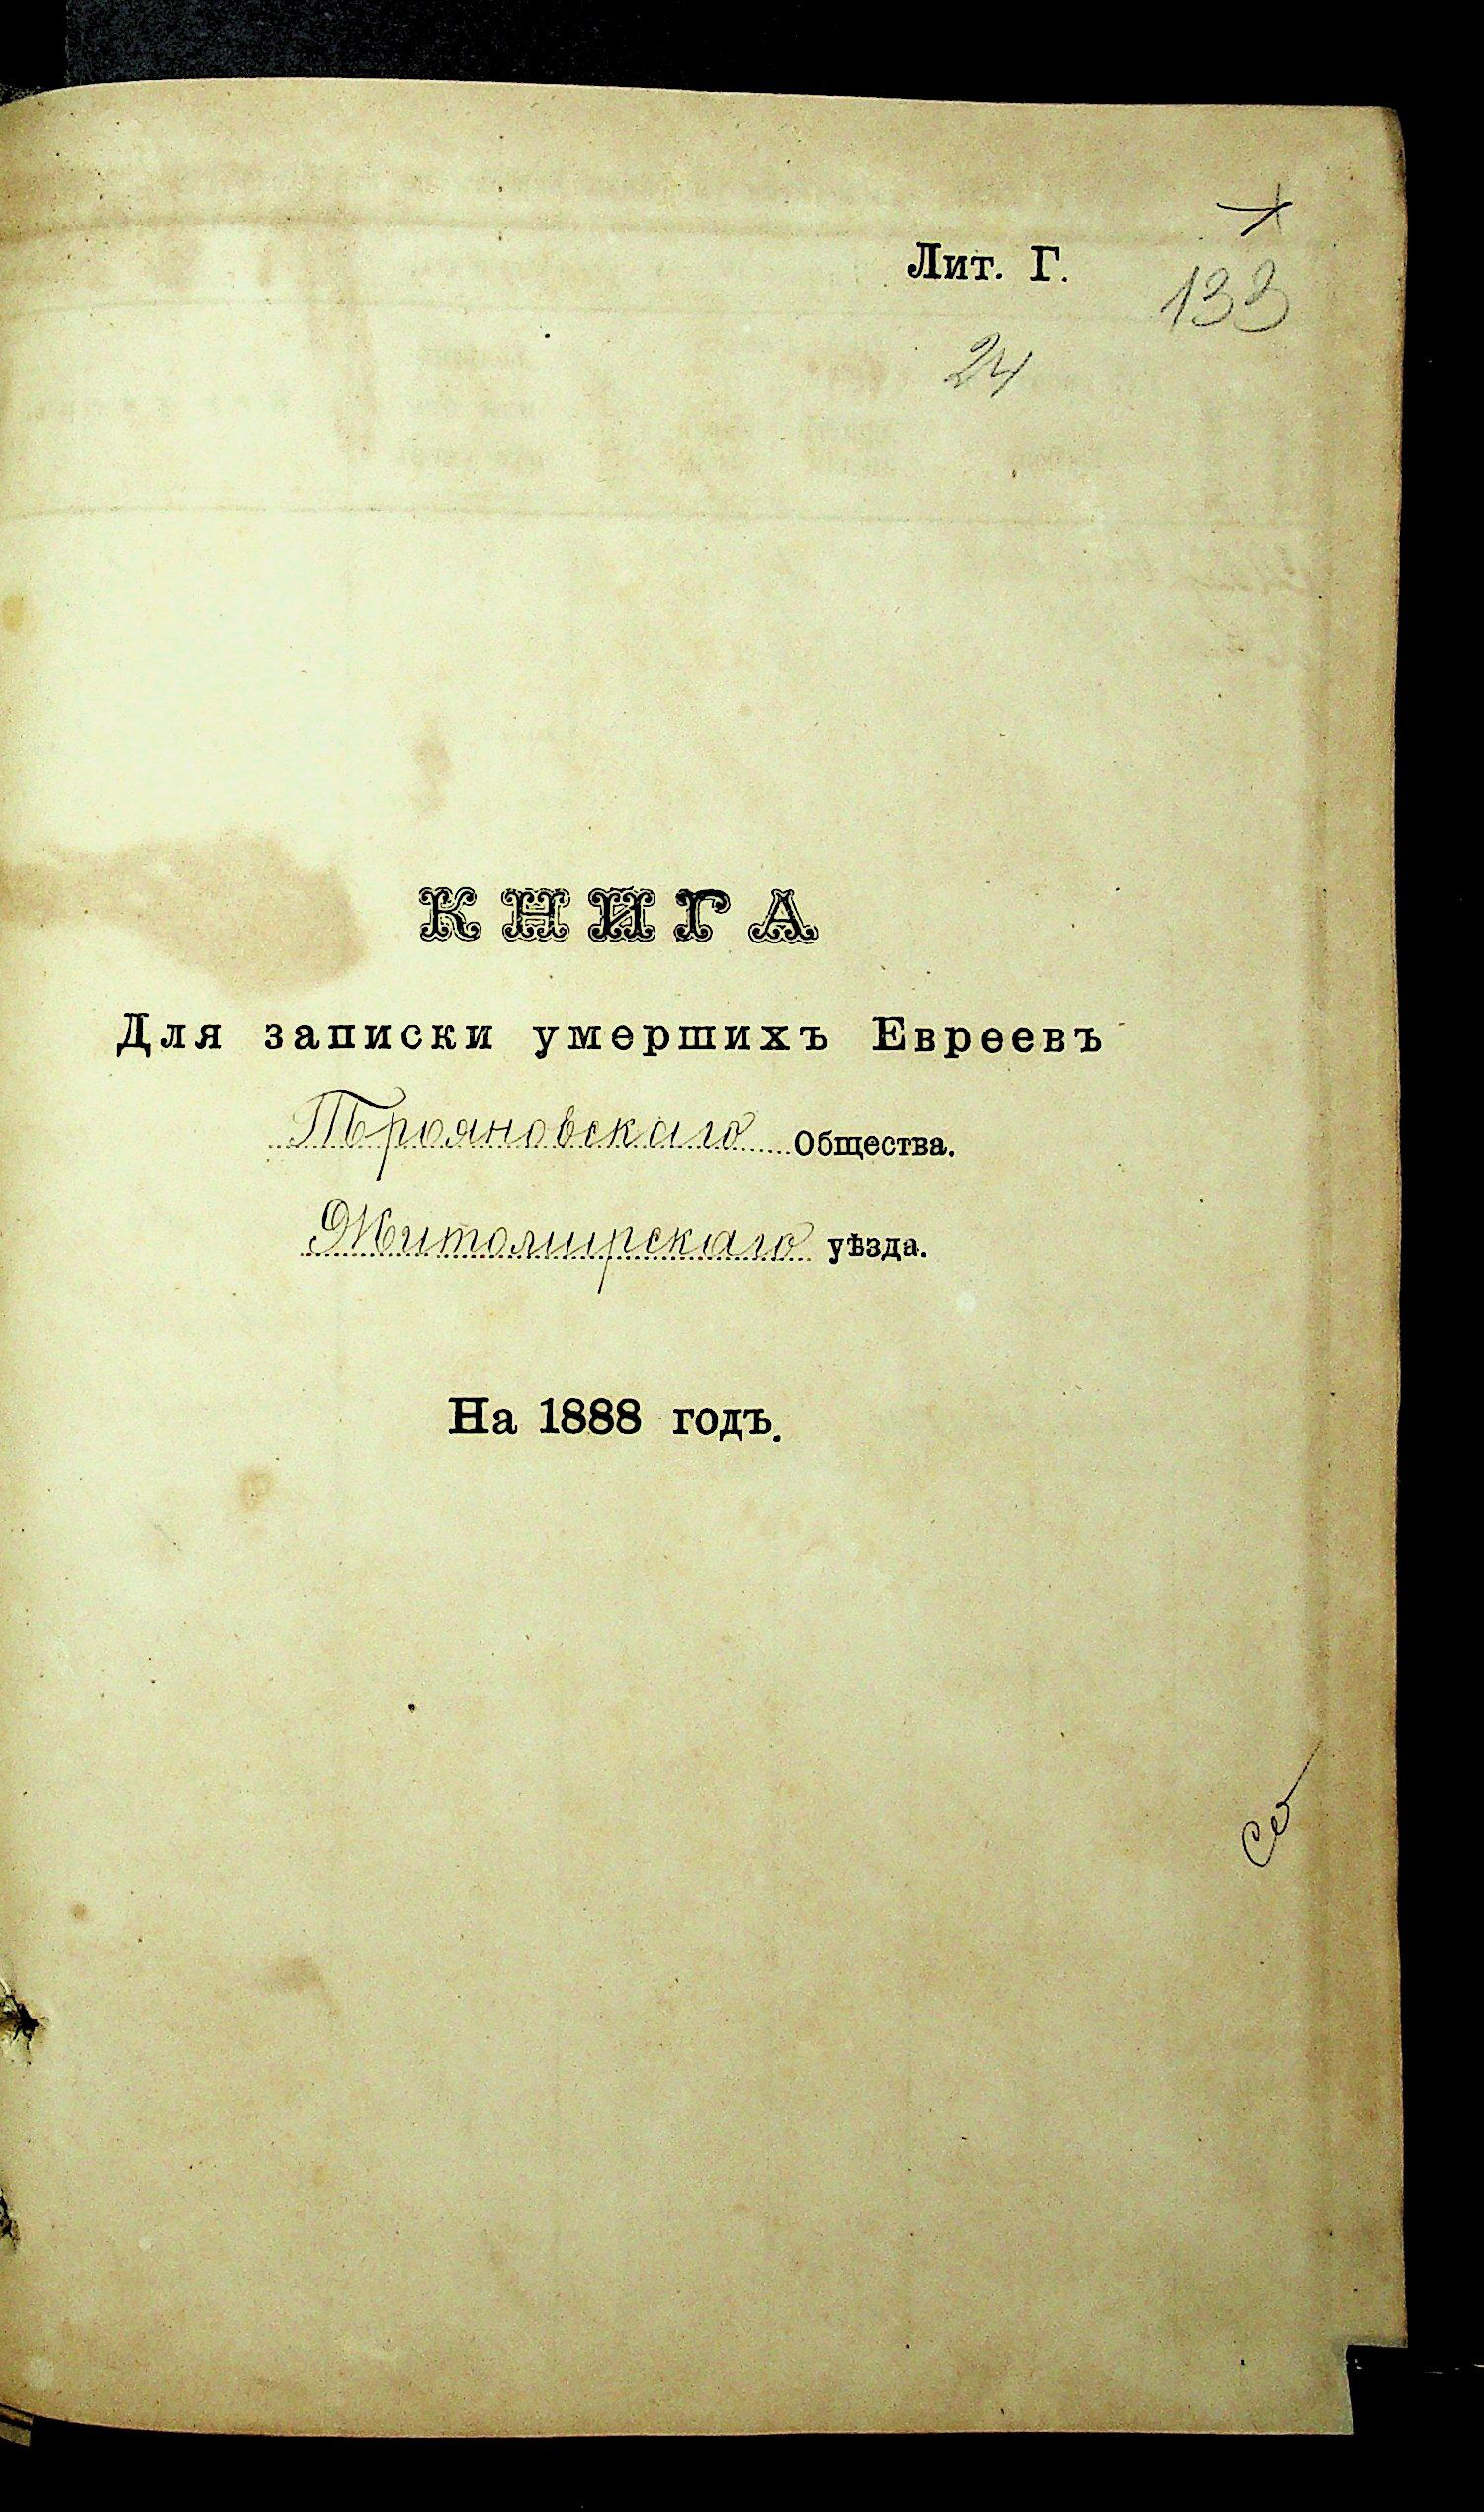 Лит. Г.
133
24
КНИГА
Для записки умершихъ Евреевъ
Трояновскаго Общества.
Житомирскаго уѣзда.
На 1888 годъ.